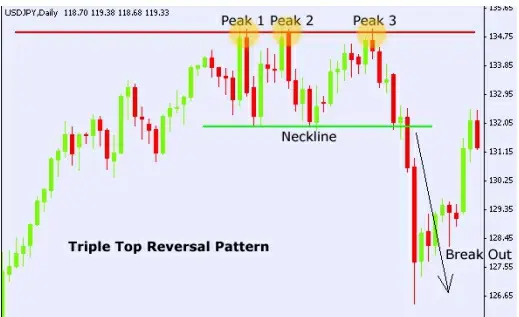 USDJPY,Daily 118.70 119.38 118.68 119.33
Peak 1
Peak 2
Peak 3
135.65
134.75
133.85
132.95
132.05
131.15
130.25
129.35
128.45
127.55
126.65
Neckline
Triple Top Reversal Pattern
Break Out